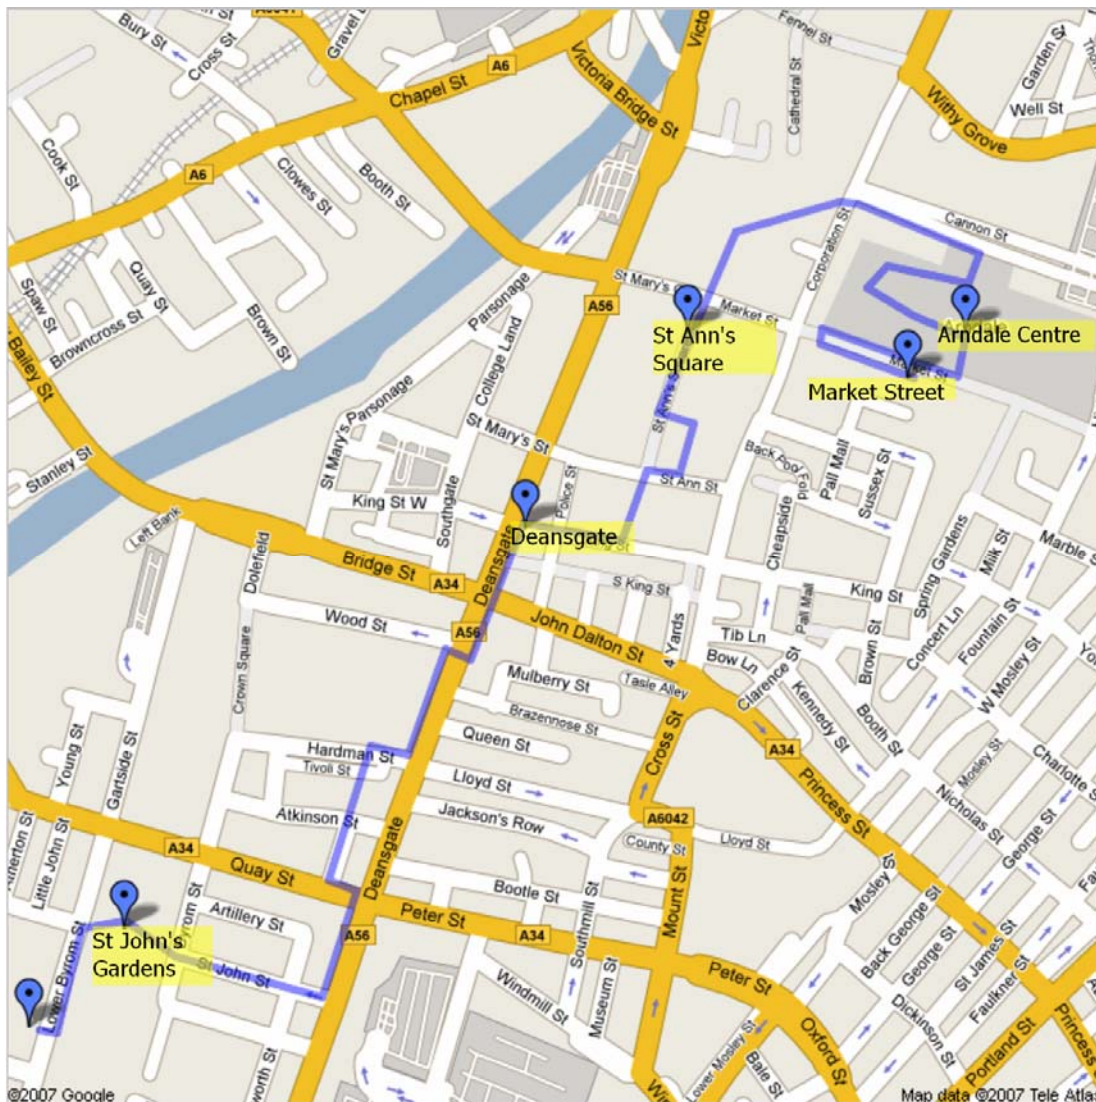 Bury St
Cross St
Gravel
Victo
Fennel St
Garden St
A6
Chapel St
Victoria Bridge St
Cathedral St
Withy Grove
Well St
Cook St
A6
Clowes St
Booth St
Cannon St
Corporation St
Spaw St
Quay St
Browncross St
Brown St
Parsonage
St Mary's
A56
Market St
St Ann's
Square
Arndale Centre
Market St
Market Street
Bailey St
College Land
St Mary's Parsonage
St Mary's St
St Ann's S
Stanley St
Back Pool Fold
Pall Mall
Sussex St
St Ann St
King St W
Southgate
Police St
Left Bank
Deansgate
Cheapside
Spring Gardens
Milk St
Marble S
Dolefield
Bridge St
A34
Deansgate
S King St
King St
Pall Mall
Concert Ln
Fountain St
Wood St
A56
John Dalton St
4 Yards
Tib Ln
Bow Ln
Clarence St
Brown St
W Mosley St
Crown Square
Mulberry St
Tasle Alley
Kennedy St
Booth St
Brazennose St
Queen St
Cross St
A34
Mosley St
Charlotte S
Young St
Gartside St
Hardman St
Tivoli St
Lloyd St
Princess St
Nicholas St
Atkinson St
Jackson's Row
A6042
Lloyd St
County St
George St
Atherton St
Little John St
A34
Quay St
Deansgate
Bootle St
Mount St
Mosley St
Artillery St
Peter St
A34
Southmill St
Back George St
George St
St James St
Faulkner St
Byrom St
A56
St John's
Gardens
St John St
Lower Byrom St
Windmill St
Museum St
Peter St
Oxford St
Dickinson St
Portland St
Princess
Lower Mosley St
Bale St
worth St
©2007 Google
Map data ©2007 Tele Atlas